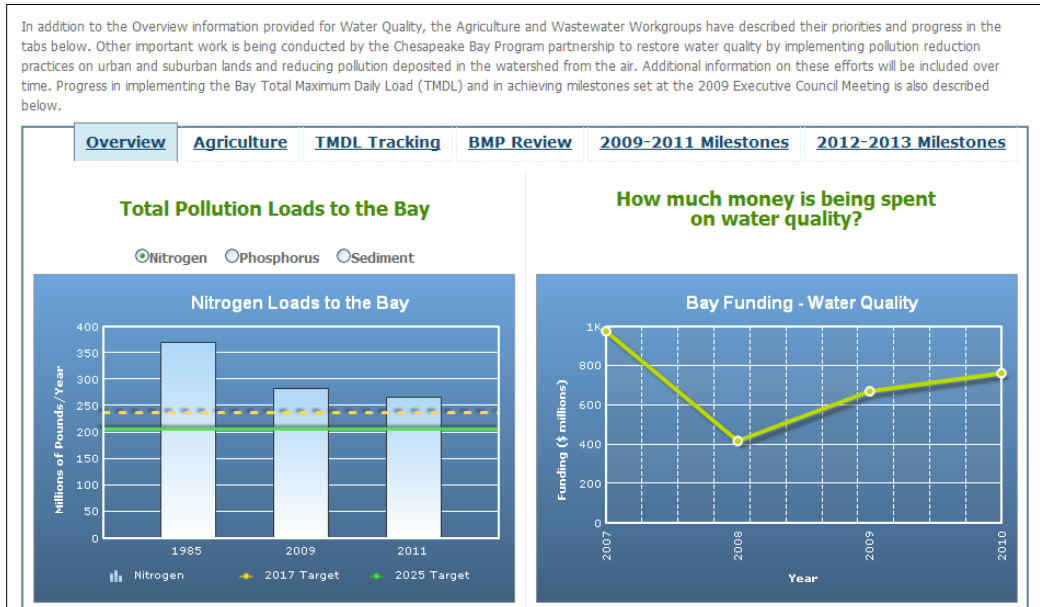 In addition to the Overview information provided for Water Quality, the Agriculture and Wastewater Workgroups have described their priorities and progress in the
tabs below. Other important work is being conducted by the Chesapeake Bay Program partnership to restore water quality by implementing pollution reduction
practices on urban and suburban lands and reducing pollution deposited in the watershed from the air. Additional information on these efforts will be included over
time. Progress in implementing the Bay Total Maximum Daily Load (TMDL) and in achieving milestones set at the 2009 Executive Council Meeting is also described
below.
Overview Agriculture TMDL Tracking BMP Review 2009-2011 Milestones 2012-2013 Milestones
Total Pollution Loads to the Bay
Nitrogen Phosphorus Sediment
Nitrogen Loads to the Bay
Millions of Pounds/Year
400
350
300
250
200
150
100
50
0
1985 2009 2011
Nitrogen 2017 Target 2025 Target
How much money is being spent
on water quality?
Bay Funding - Water Quality
Funding ($ millions)
1K
800
600
400
200
0
2007 2008 2009 2010
Year